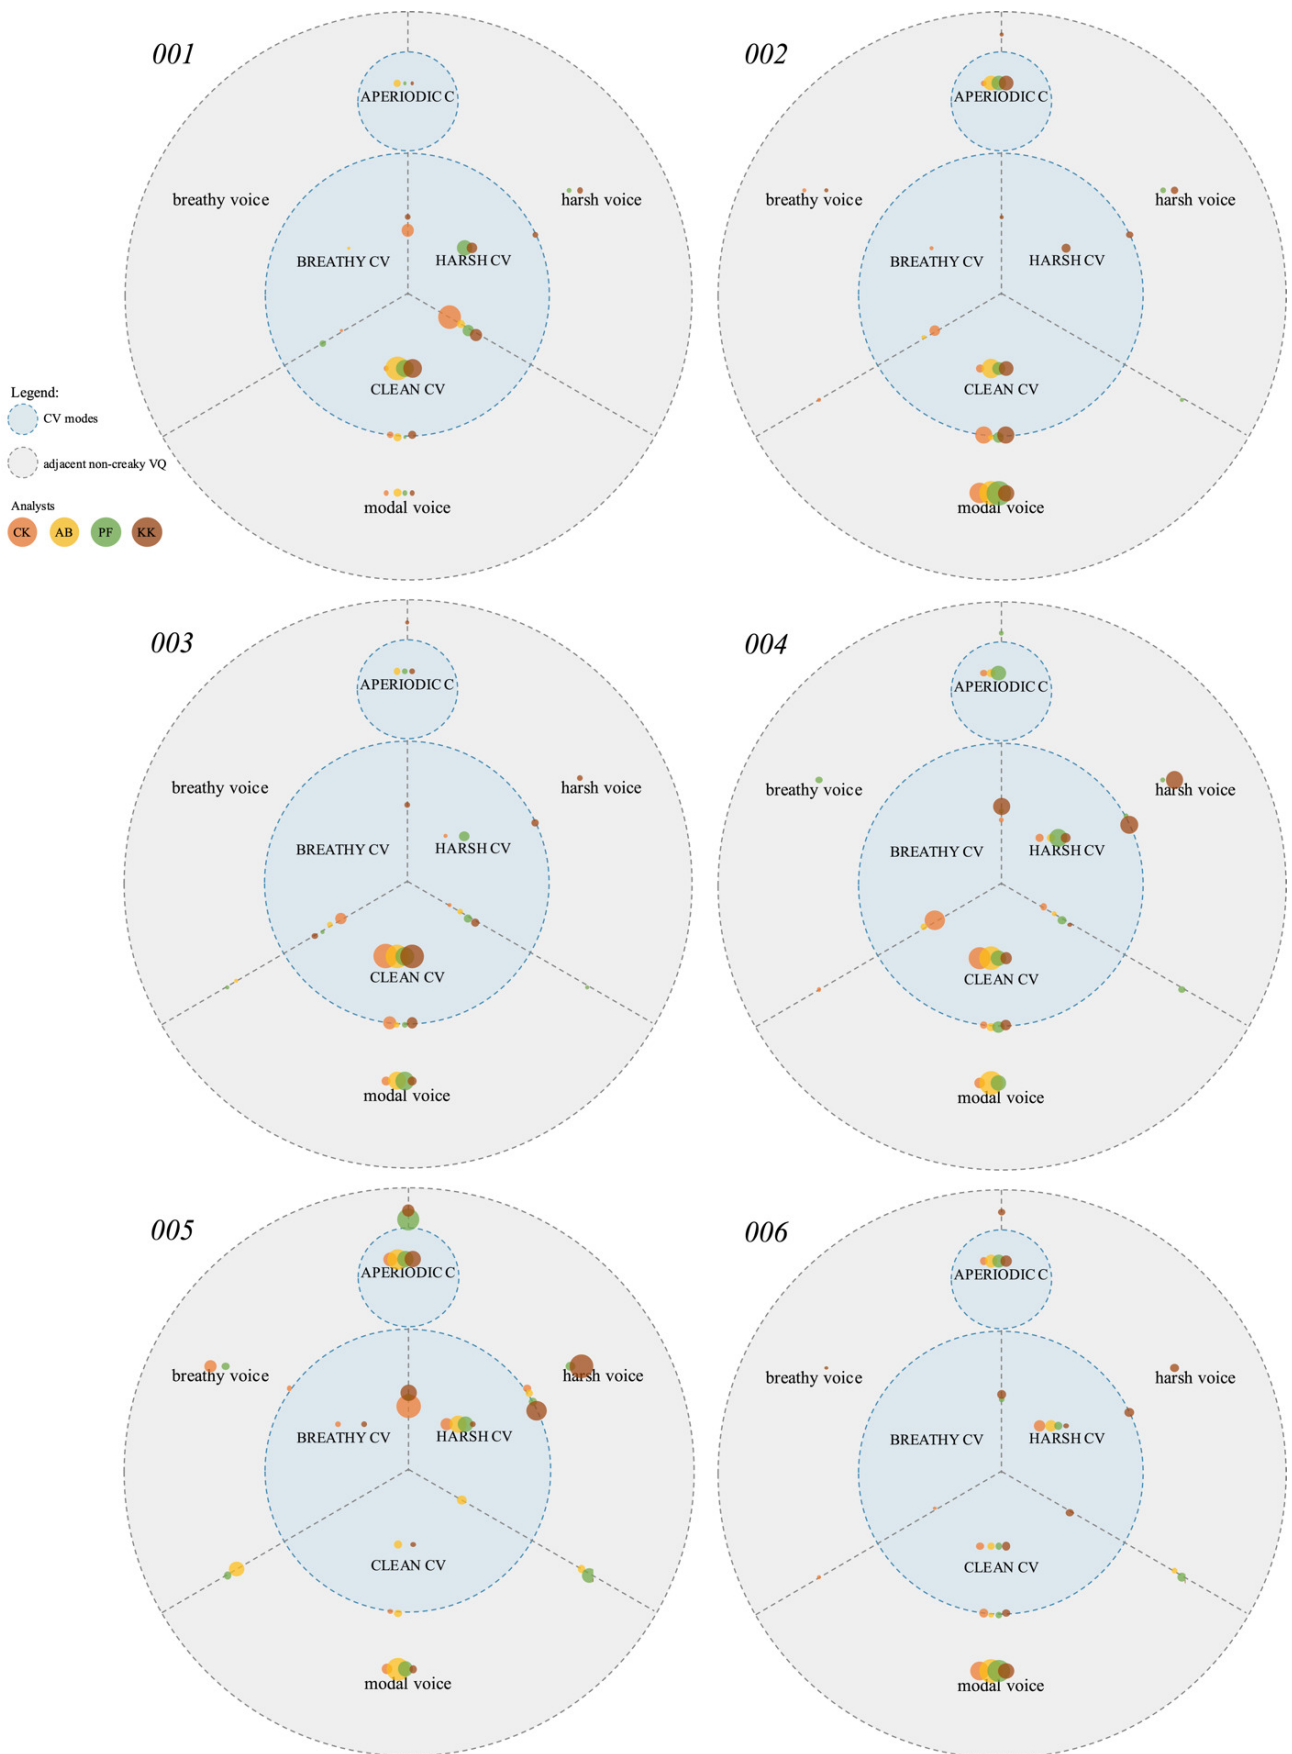 001
APERIODIC C
breathy voice
harsh voice
BREATHY CV
HARSH CV
CLEAN CV
modal voice
002
APERIODIC C
breathy voice
harsh voice
BREATHY CV
HARSH CV
CLEAN CV
modal voice
Legend:
CV modes
adjacent non-creaky VQ
Analysts
CK AB PF KK
003
APERIODIC C
breathy voice
harsh voice
BREATHY CV
HARSH CV
CLEAN CV
modal voice
004
APERIODIC C
breathy voice
harsh voice
BREATHY CV
HARSH CV
CLEAN CV
modal voice
005
APERIODIC C
breathy voice
harsh voice
BREATHY CV
HARSH CV
CLEAN CV
modal voice
006
APERIODIC C
breathy voice
harsh voice
BREATHY CV
HARSH CV
CLEAN CV
modal voice